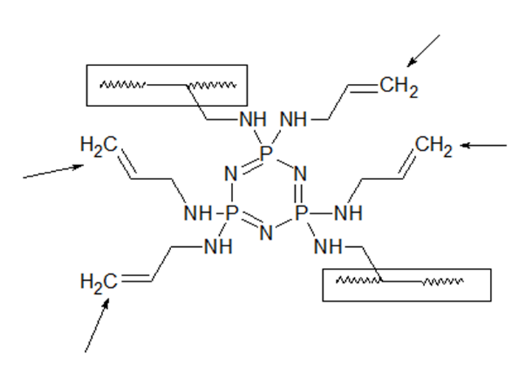 CH₂
NH NH
H₂C P CH₂
N N
NH P P NH
NH N NH
H₂C